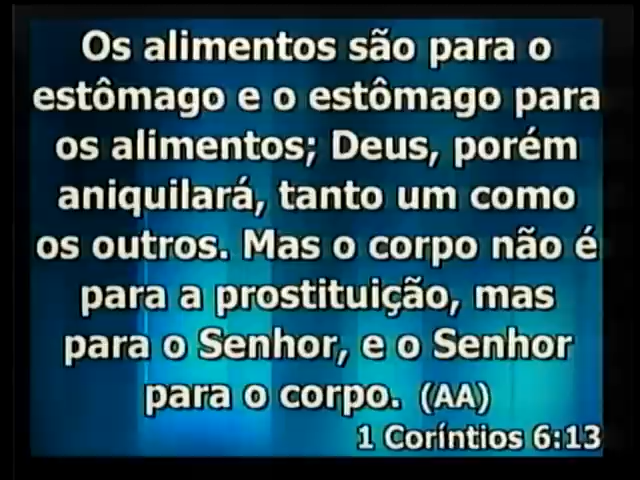 Os alimentos são para o
estômago e o estômago para
os alimentos; Deus, porém
aniquilará, tanto um como
os outros. Mas o corpo não é
para a prostituição, mas
para o Senhor, e o Senhor
para o corpo. (AA)
1 Coríntios 6:13